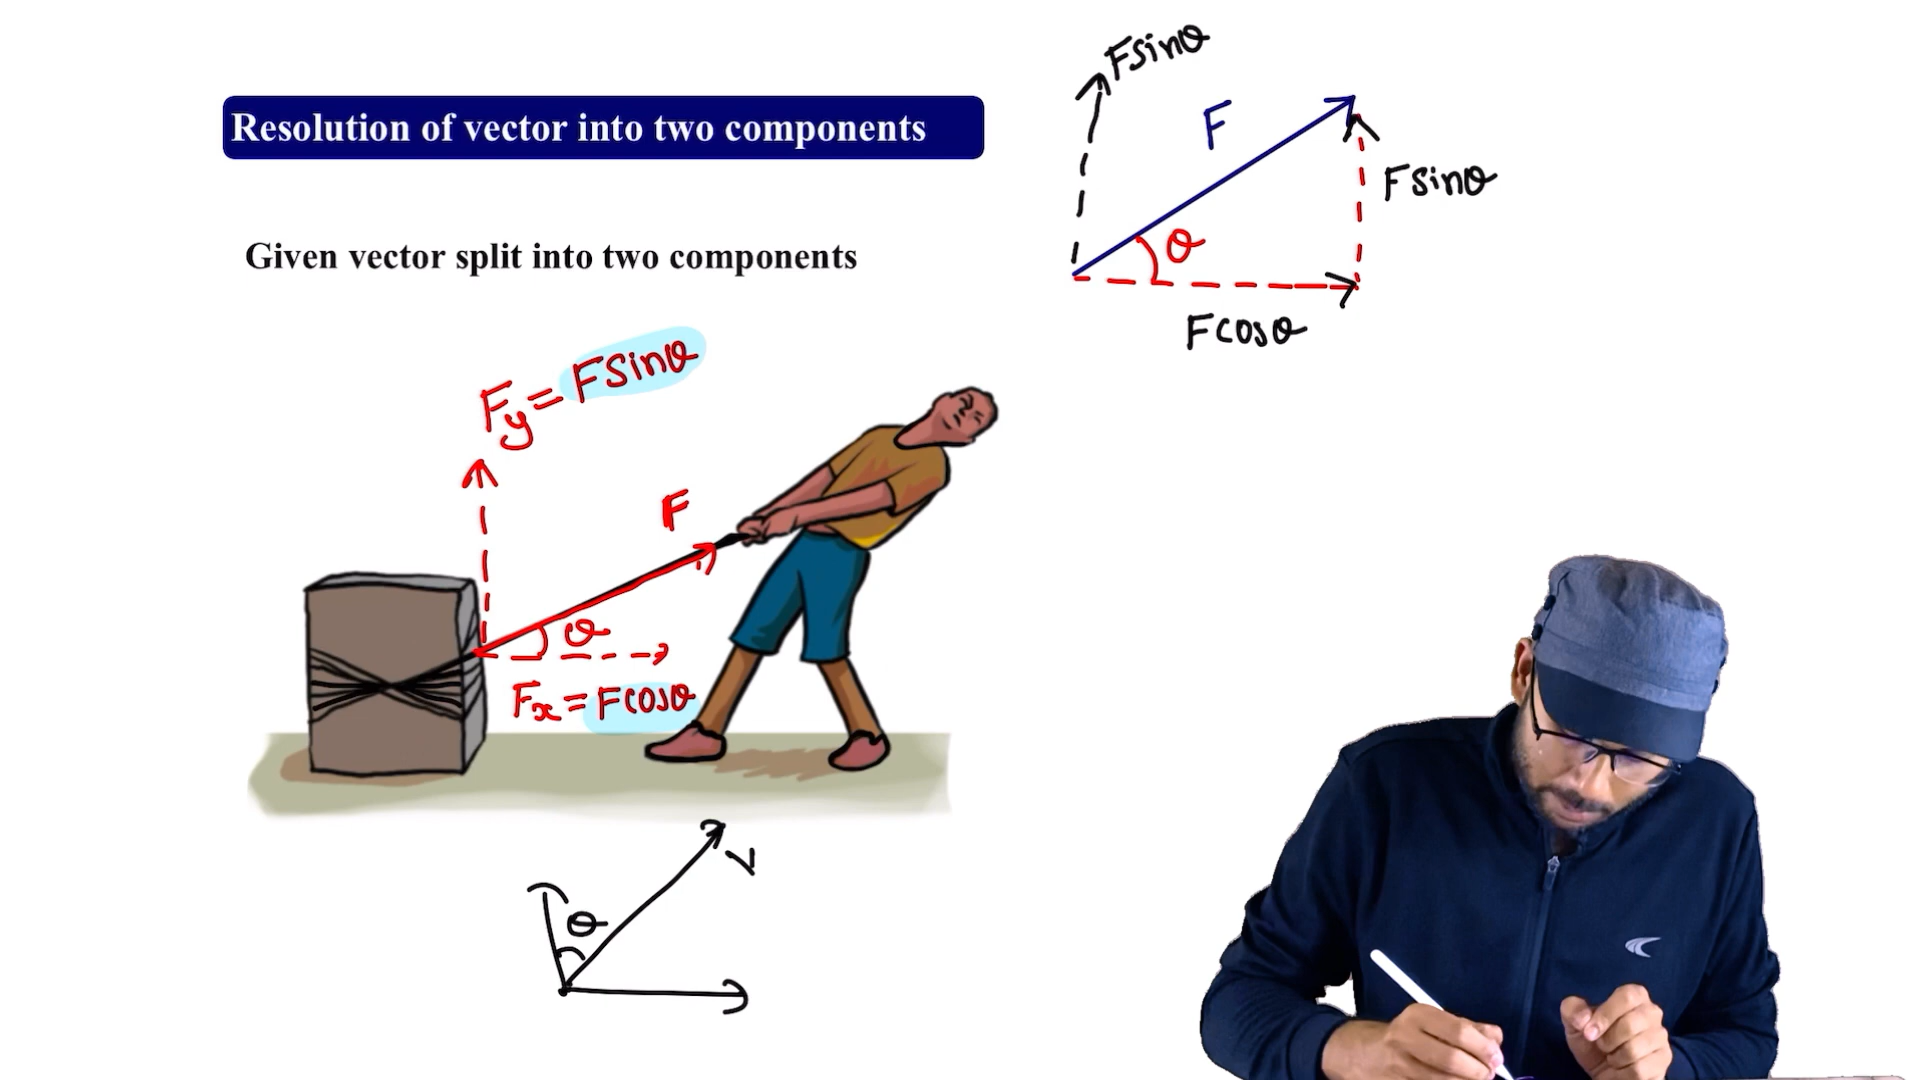 Resolution of vector into two components
Given vector split into two components
Fsinθ
F
Fsinθ
θ
Fcosθ
Fy = FSinθ
F
θ
Fx = Fcosθ
V
θ